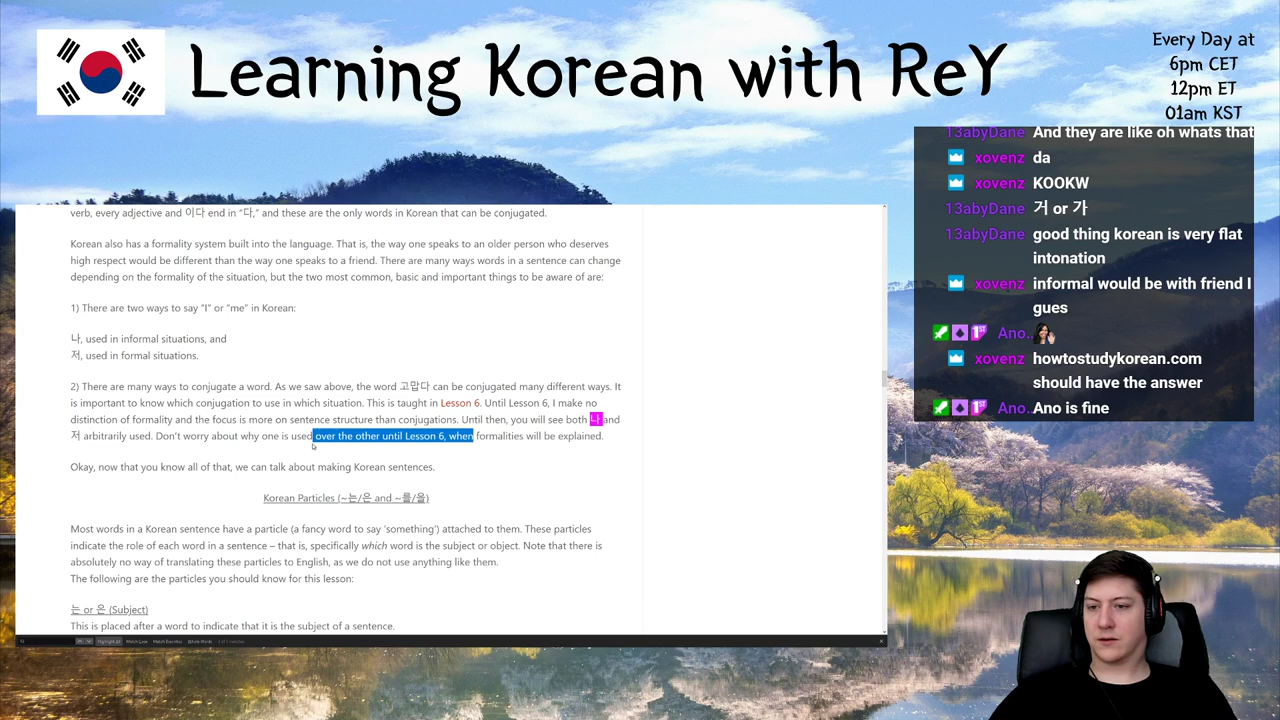 Learning Korean with ReY
Every Day at
6pm CET
12pm ET
01am KST
13abyDane And they are like oh whats that
xovenz da
xovenz KOOKW
13abyDane 거 or 가
13abyDane good thing korean is very flat
intonation
xovenz informal would be with friend I
gues
1ST Ano..
xovenz howtostudykorean.com
should have the answer
1ST Ano.. Ano is fine
verb, every adjective and 이다 end in “다,” and these are the only words in Korean that can be conjugated.
Korean also has a formality system built into the language. That is, the way one speaks to an older person who deserves
high respect would be different than the way one speaks to a friend. There are many ways words in a sentence can change
depending on the formality of the situation, but the two most common, basic and important things to be aware of are:
1) There are two ways to say “I” or “me” in Korean:
나, used in informal situations, and
저, used in formal situations.
2) There are many ways to conjugate a word. As we saw above, the word 고맙다 can be conjugated many different ways. It
is important to know which conjugation to use in which situation. This is taught in Lesson 6. Until Lesson 6, I make no
distinction of formality and the focus is more on sentence structure than conjugations. Until then, you will see both 나 and
저 arbitrarily used. Don’t worry about why one is used over the other until Lesson 6, when formalities will be explained.
Okay, now that you know all of that, we can talk about making Korean sentences.
Korean Particles (~는/은 and ~를/을)
Most words in a Korean sentence have a particle (a fancy word to say ‘something’) attached to them. These particles
indicate the role of each word in a sentence – that is, specifically which word is the subject or object. Note that there is
absolutely no way of translating these particles to English, as we do not use anything like them.
The following are the particles you should know for this lesson:
는 or 은 (Subject)
This is placed after a word to indicate that it is the subject of a sentence.